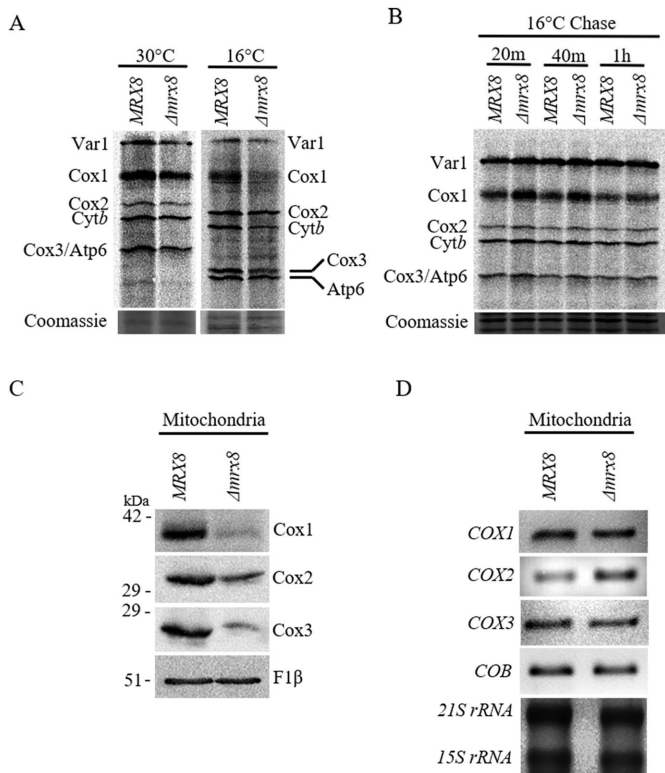 A
30°C 16°C
MRX8 Δmrx8 MRX8 Δmrx8
Var1 Var1
Cox1 Cox1
Cox2 Cox2
Cytb Cytb
Cox3/Atp6 Cox3
Atp6
Coomassie
B
16°C Chase
20m 40m 1h
MRX8 Δmrx8 MRX8 Δmrx8 MRX8 Δmrx8
Var1
Cox1
Cox2
Cytb
Cox3/Atp6
Coomassie
C
Mitochondria
MRX8 Δmrx8
kDa
42 -
Cox1
Cox2
29 -
29 -
Cox3
51 - F1β
D
Mitochondria
MRX8 Δmrx8
COX1
COX2
COX3
COB
21S rRNA
15S rRNA